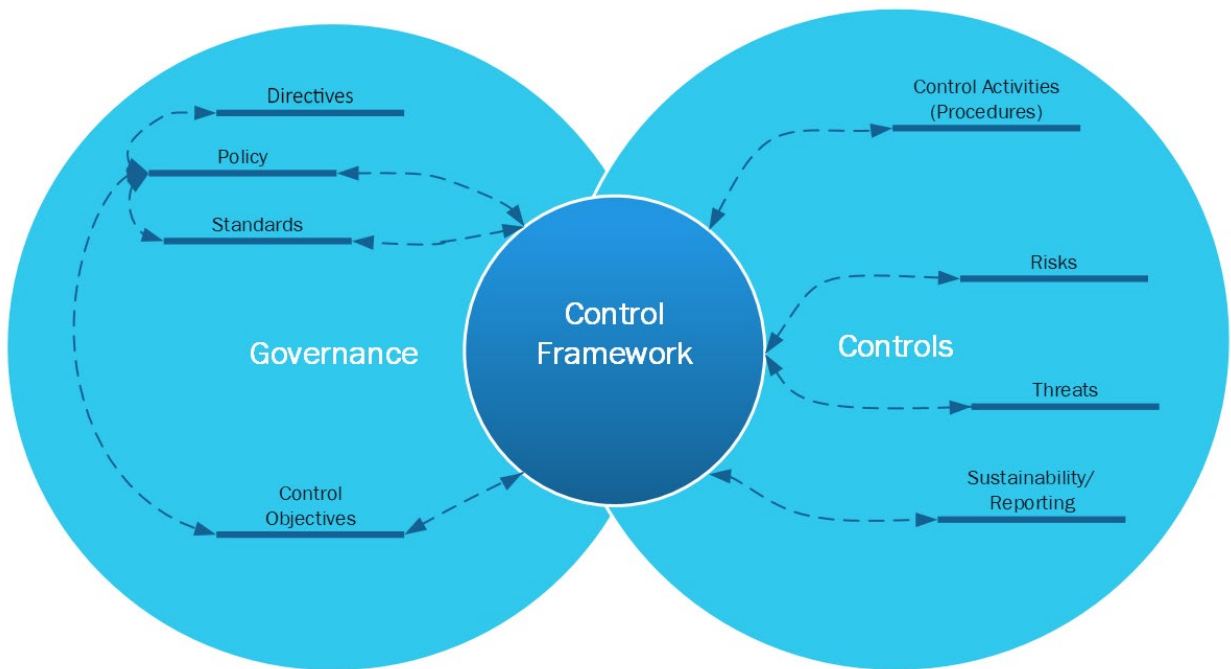 Directives
Policy
Standards
Governance
Control
Objectives
Control
Framework
Control Activities
(Procedures)
Risks
Controls
Threats
Sustainability/
Reporting